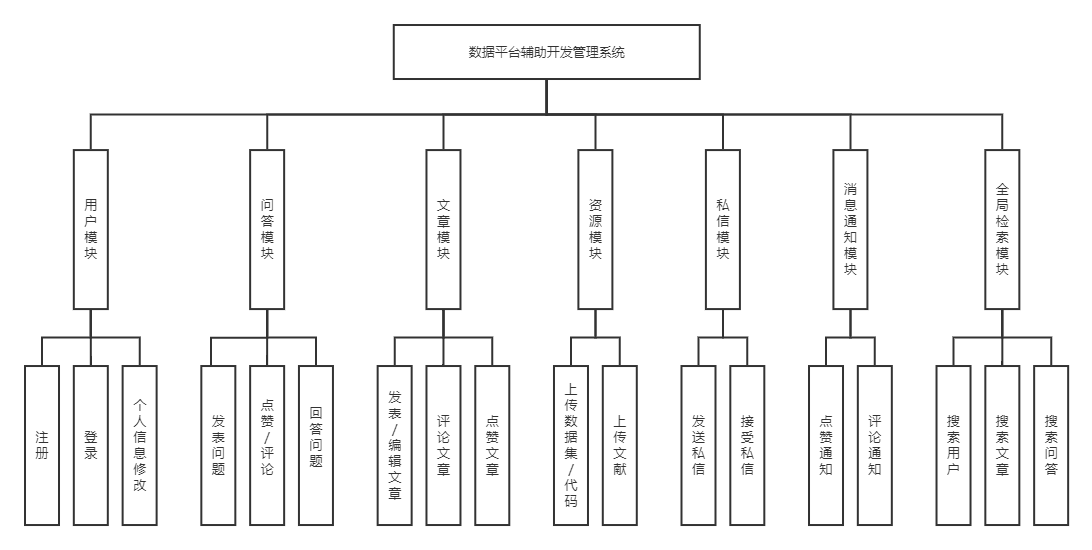 数据平台辅助开发管理系统
用户模块
问答模块
文章模块
资源模块
私信模块
消息通知模块
全局检索模块
注册
登录
个人信息修改
发表问题
点赞/评论
回答问题
发表/编辑文章
评论文章
点赞文章
上传数据集/代码
上传文献
发送私信
接受私信
点赞通知
评论通知
搜索用户
搜索文章
搜索问答